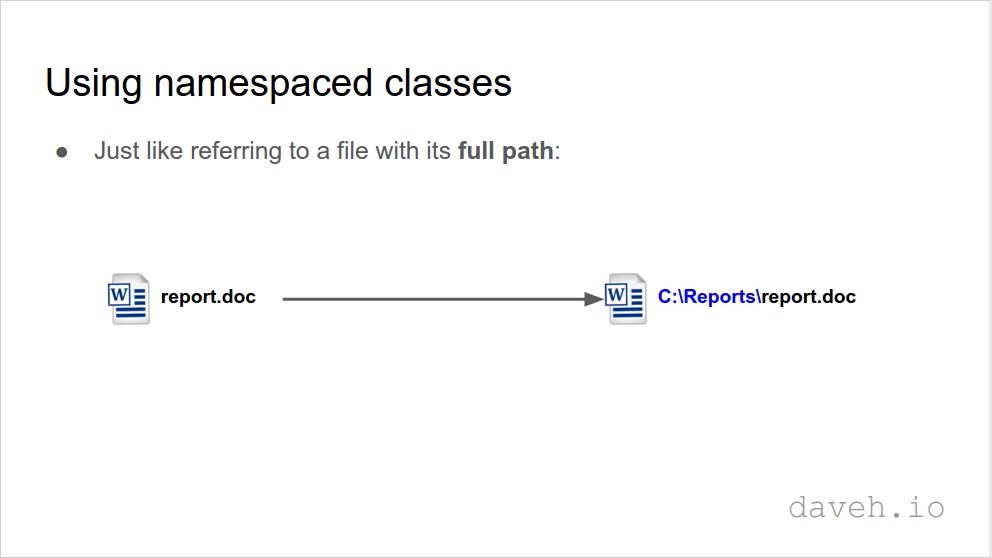 Using namespaced classes
● Just like referring to a file with its full path:
W report.doc W C:\Reports\report.doc
daveh.io